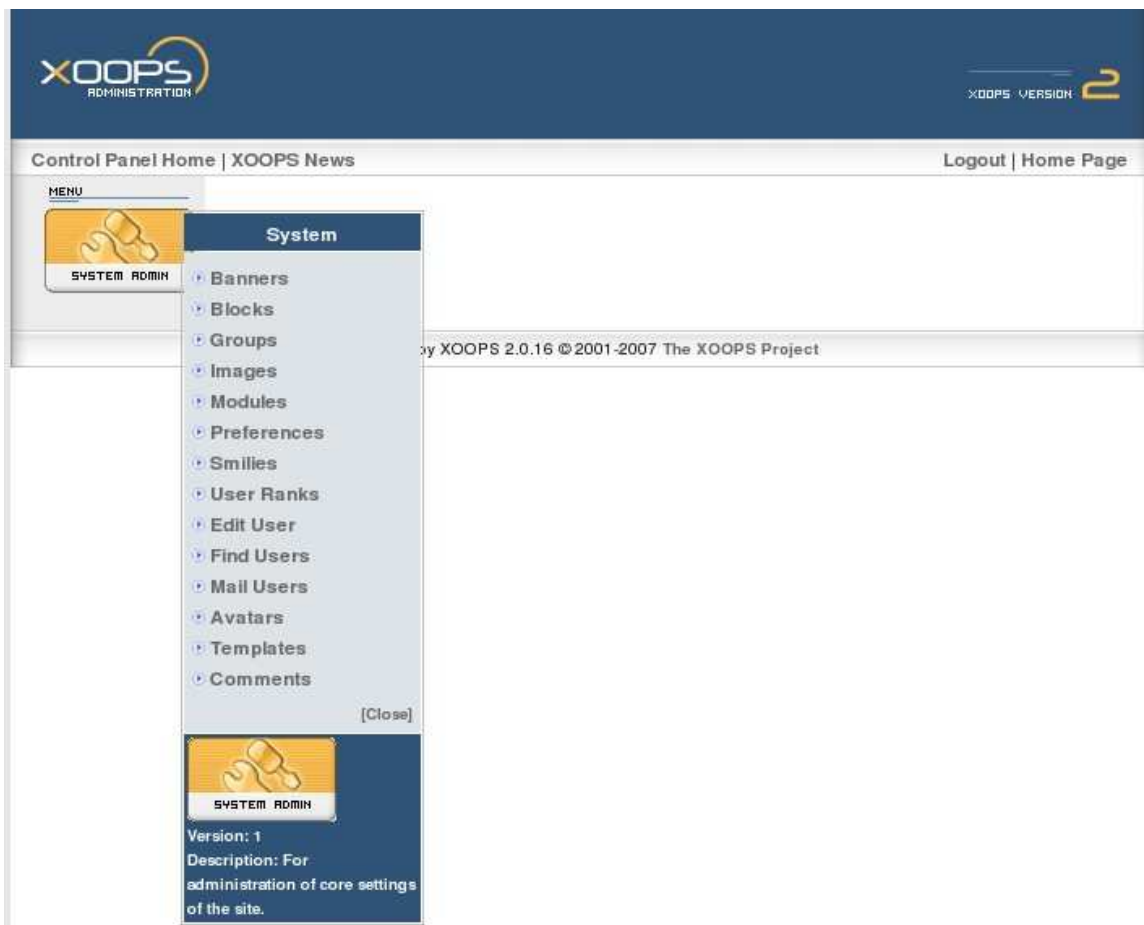 XOOPS
ADMINISTRATION
XOOPS VERSION 2
Control Panel Home | XOOPS News
Logout | Home Page
MENU
SYSTEM ADMIN
System
Banners
Blocks
Groups
by XOOPS 2.0.16 © 2001-2007 The XOOPS Project
Images
Modules
Preferences
Smilies
User Ranks
Edit User
Find Users
Mail Users
Avatars
Templates
Comments
[Close]
SYSTEM ADMIN
Version: 1
Description: For
administration of core settings
of the site.